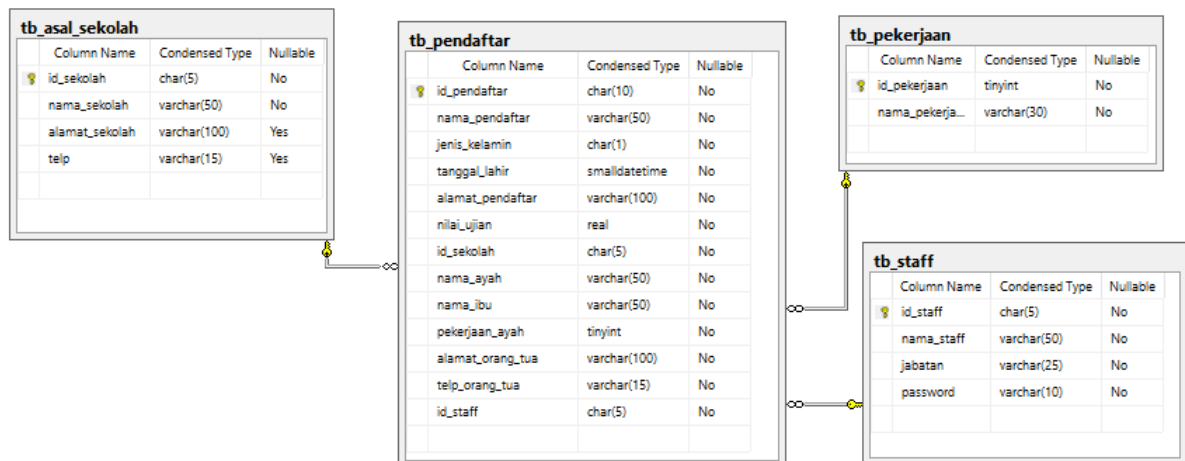 tb_asal_sekolah
Column Name Condensed Type Nullable
id_sekolah char(5) No
nama_sekolah varchar(50) No
alamat_sekolah varchar(100) Yes
telp varchar(15) Yes
tb_pendaftar
Column Name Condensed Type Nullable
id_pendaftar char(10) No
nama_pendaftar varchar(50) No
jenis_kelamin char(1) No
tanggal_lahir smalldatetime No
alamat_pendaftar varchar(100) No
nilai_ujian real No
id_sekolah char(5) No
nama_ayah varchar(50) No
nama_ibu varchar(50) No
pekerjaan_ayah tinyint No
alamat_orang_tua varchar(100) No
telp_orang_tua varchar(15) No
id_staff char(5) No
tb_pekerjaan
Column Name Condensed Type Nullable
id_pekerjaan tinyint No
nama_pekerja... varchar(30) No
tb_staff
Column Name Condensed Type Nullable
id_staff char(5) No
nama_staff varchar(50) No
jabatan varchar(25) No
password varchar(10) No